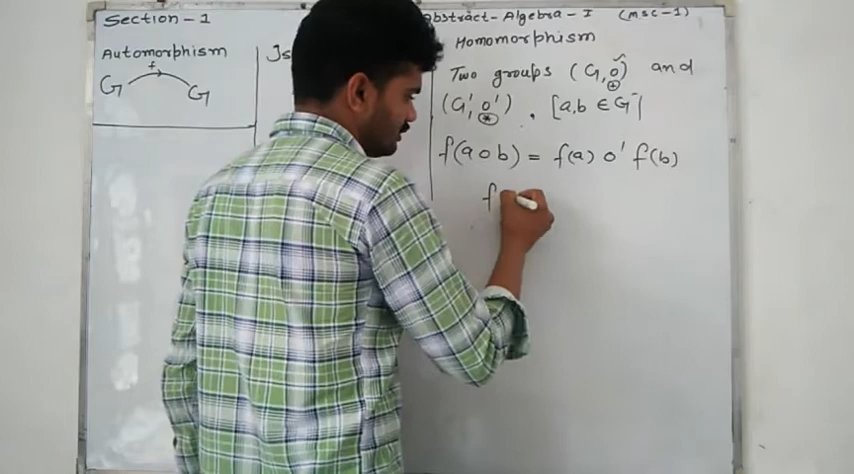 Section-1
Abstract-Algebra-I (MSC-1)
Automorphism
f
G G
Is
Homomorphism
Two groups (G, o) and
+
(G', o'), [a,b ∈ G]
*
f(a o b) = f(a) o' f(b)
f